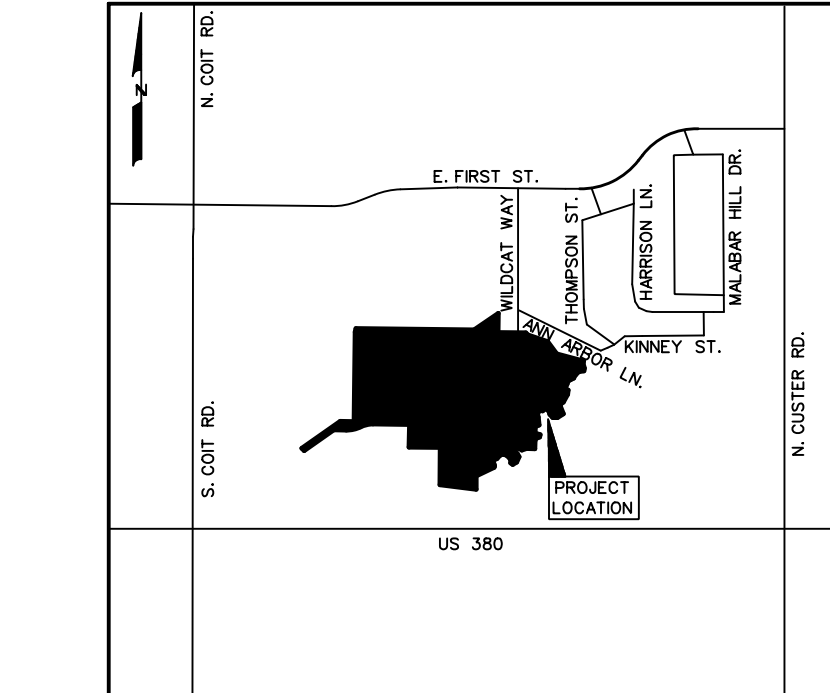 N. COIT RD.
N
E. FIRST ST.
WILDCAT WAY
THOMPSON ST.
HARRISON LN.
MALABAR HILL DR.
ANN ARBOR LN.
KINNEY ST.
S. COIT RD.
N. CUSTER RD.
PROJECT
LOCATION
US 380